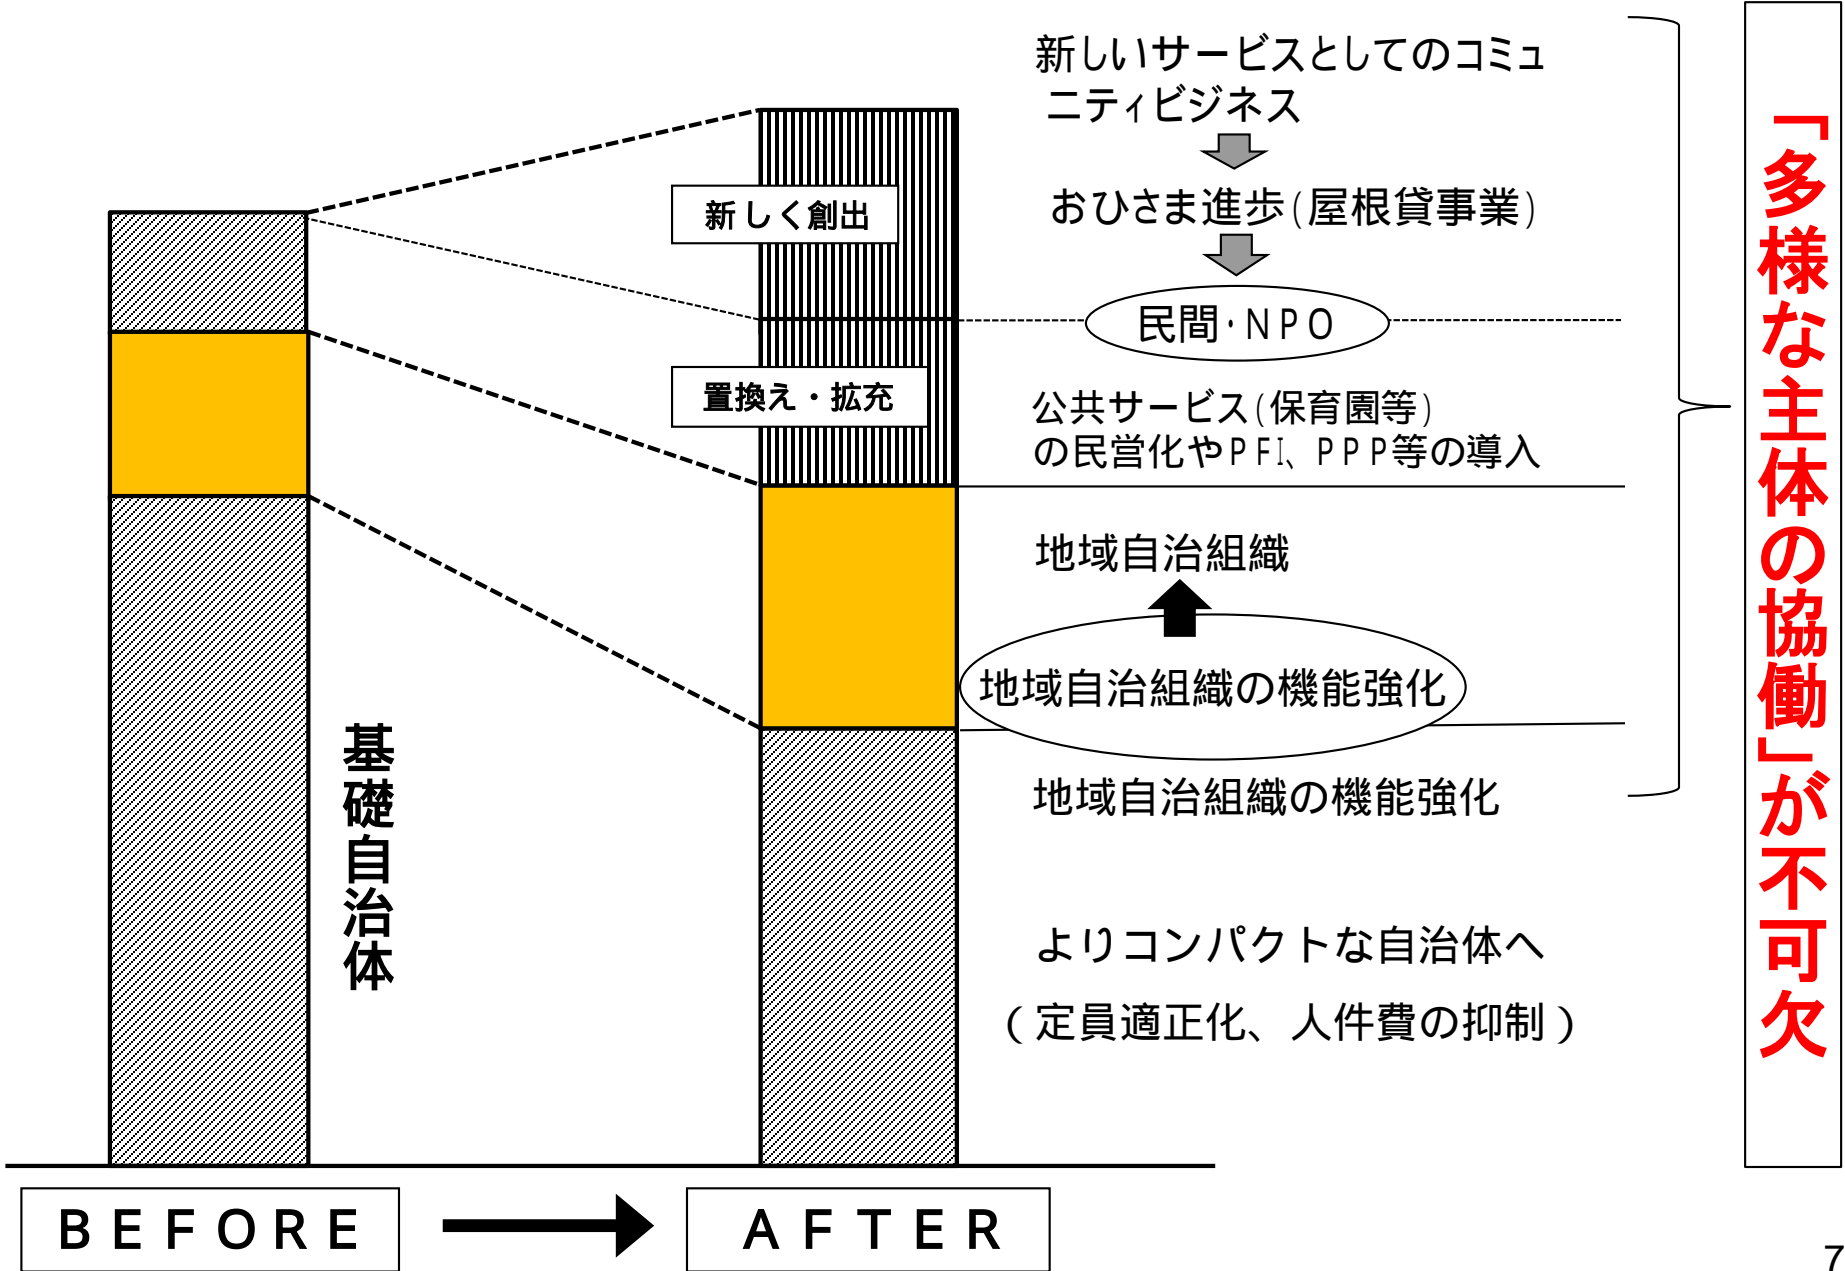 新しいサービスとしてのコミュ
ニティビジネス
おひさま進歩(屋根貸事業)
新しく創出
民間・NPO
置換え・拡充
公共サービス(保育園等)
の民営化やPFI、PPP等の導入
地域自治組織
地域自治組織の機能強化
地域自治組織の機能強化
基礎自治体
よりコンパクトな自治体へ
(定員適正化、人件費の抑制)
「多様な主体の協働」が不可欠
BEFORE
AFTER
7